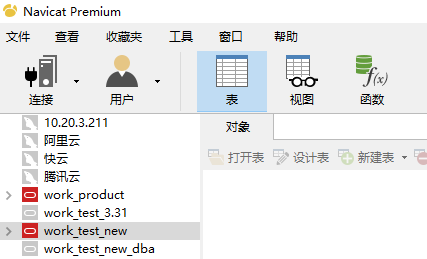 Navicat Premium
文件 查看 收藏夹 工具 窗口 帮助
连接 用户 表 视图 f(x) 函数
10.20.3.211 对象
阿里云
快云 打开表 设计表 新建表
腾讯云
work_product
work_test_3.31
work_test_new
work_test_new_dba